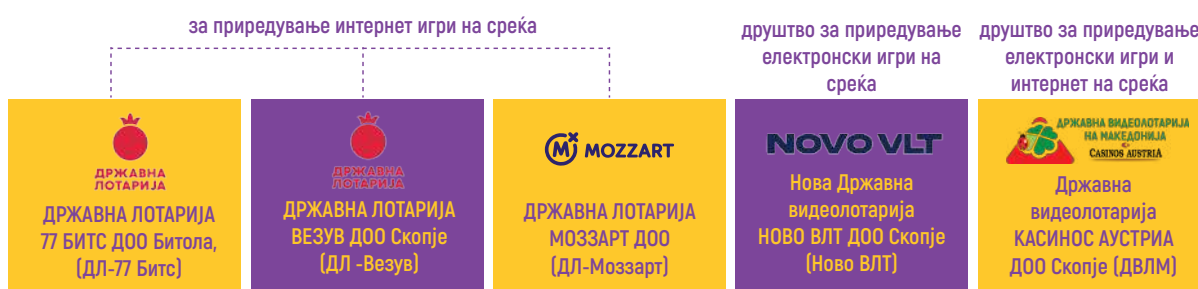 за приредување интернет игри на среќа
друштво за приредување
електронски игри на
среќа
друштво за приредување
електронски игри и
интернет на среќа
ДРЖАВНА
ЛОТАРИЈА
ДРЖАВНА ЛОТАРИЈА
77 БИТС ДОО Битола,
(ДЛ-77 Битс)
ДРЖАВНА
ЛОТАРИЈА
ДРЖАВНА ЛОТАРИЈА
ВЕЗУВ ДОО Скопје
(ДЛ -Везув)
MOZZART
ДРЖАВНА ЛОТАРИЈА
МОЗЗАРТ ДОО
(ДЛ-Моззарт)
NOVO VLT
Нова Државна
видеолотарија
НОВО ВЛТ ДОО Скопје
(Ново ВЛТ)
ДРЖАВНА ВИДЕОЛОТАРИЈА
НА МАКЕДОНИЈА
CASINOS AUSTRIA
Државна
видеолотарија
КАСИНОС АУСТРИА
ДОО Скопје (ДВЛМ)